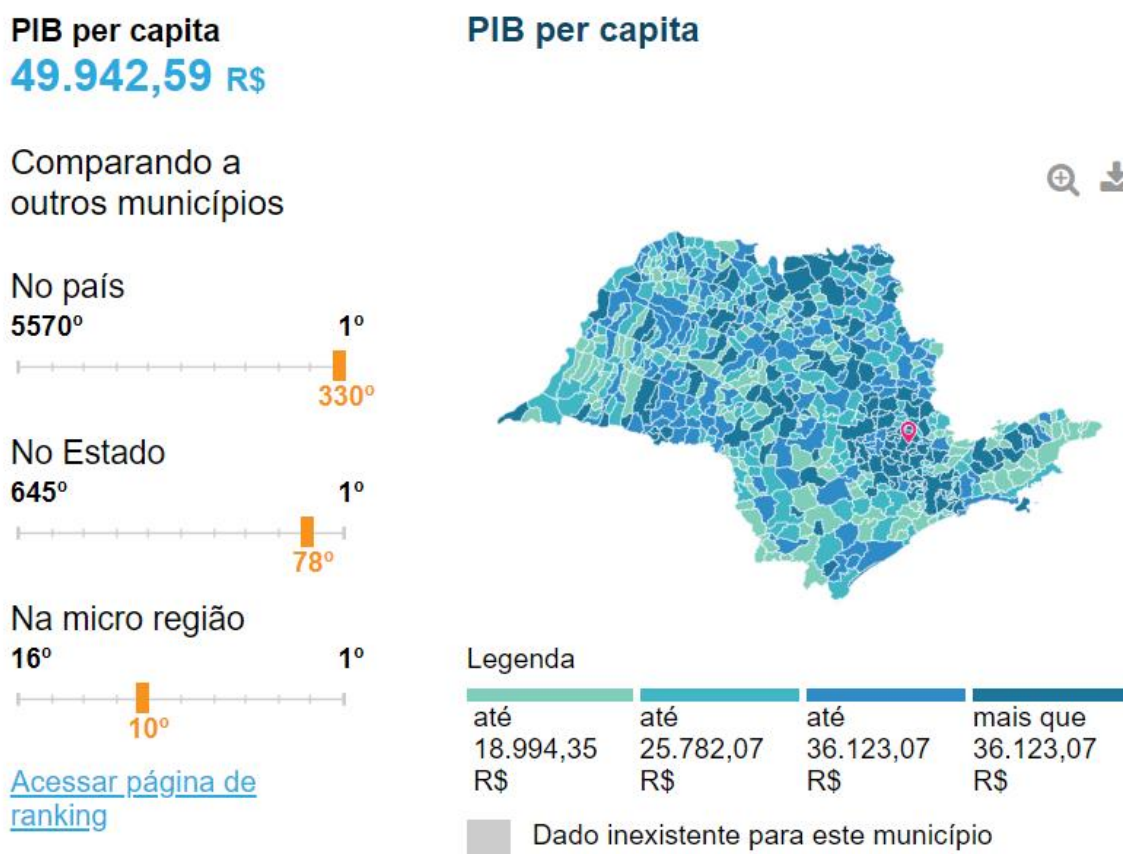 PIB per capita
49.942,59 R$
Comparando a
outros municípios
No país
5570º 1º
330º
No Estado
645º 1º
78º
Na micro região
16º 1º
10º
Acessar página de
ranking
PIB per capita
Legenda
até
18.994,35
R$
até
25.782,07
R$
até
36.123,07
R$
mais que
36.123,07
R$
Dado inexistente para este município